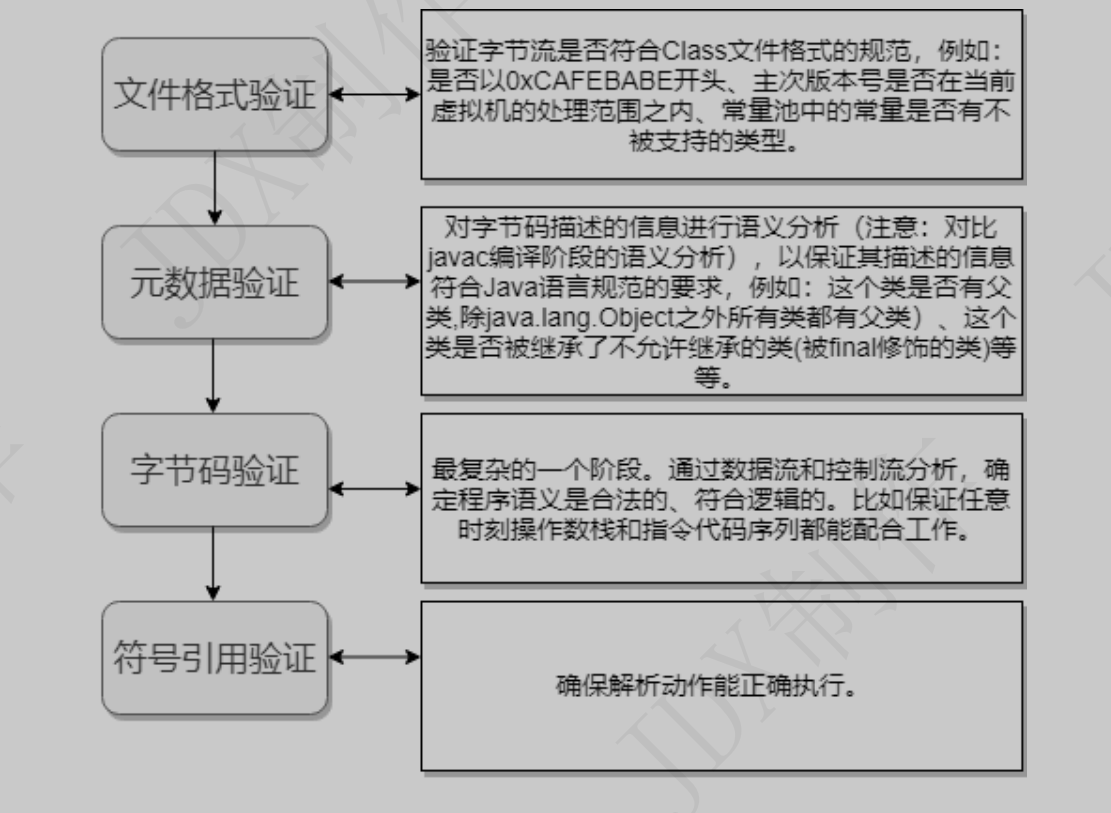 文件格式验证
验证字节流是否符合Class文件格式的规范，例如：
是否以0xCAFEBABE开头、主次版本号是否在当前
虚拟机的处理范围之内、常量池中的常量是否有不
被支持的类型。
元数据验证
对字节码描述的信息进行语义分析（注意：对比
javac编译阶段的语义分析），以保证其描述的信息
符合Java语言规范的要求，例如：这个类是否有父
类,除java.lang.Object之外所有类都有父类）、这个
类是否被继承了不允许继承的类(被final修饰的类)等
等。
字节码验证
最复杂的一个阶段。通过数据流和控制流分析，确
定程序语义是合法的、符合逻辑的。比如保证任意
时刻操作数栈和指令代码序列都能配合工作。
符号引用验证
确保解析动作能正确执行。
JDX制作
JDX制作